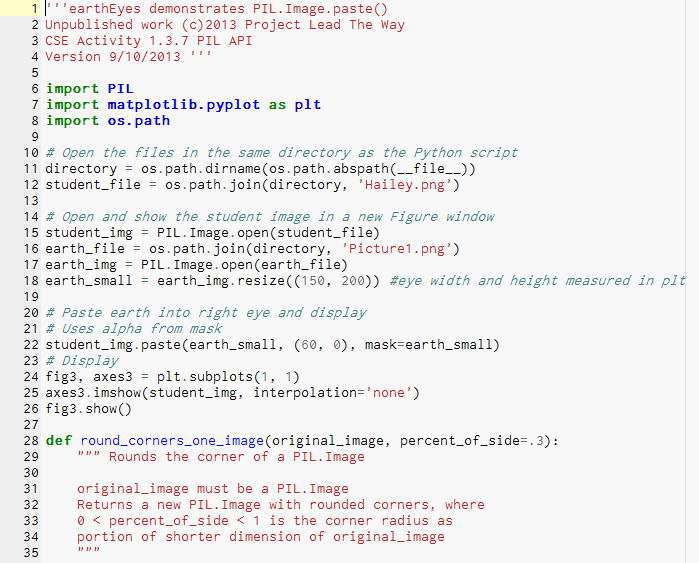 1 '''earthEyes demonstrates PIL.Image.paste()
2 Unpublished work (c)2013 Project Lead The Way
3 CSE Activity 1.3.7 PIL API
4 Version 9/10/2013 '''
5
6 import PIL
7 import matplotlib.pyplot as plt
8 import os.path
9
10 # Open the files in the same directory as the Python script
11 directory = os.path.dirname(os.path.abspath(__file__))
12 student_file = os.path.join(directory, 'Hailey.png')
13
14 # Open and show the student image in a new Figure window
15 student_img = PIL.Image.open(student_file)
16 earth_file = os.path.join(directory, 'Picture1.png')
17 earth_img = PIL.Image.open(earth_file)
18 earth_small = earth_img.resize((150, 200)) #eye width and height measured in plt
19
20 # Paste earth into right eye and display
21 # Uses alpha from mask
22 student_img.paste(earth_small, (60, 0), mask=earth_small)
23 # Display
24 fig3, axes3 = plt.subplots(1, 1)
25 axes3.imshow(student_img, interpolation='none')
26 fig3.show()
27
28 def round_corners_one_image(original_image, percent_of_side=.3):
29     """ Rounds the corner of a PIL.Image
30
31     original_image must be a PIL.Image
32     Returns a new PIL.Image with rounded corners, where
33     0 < percent_of_side < 1 is the corner radius as
34     portion of shorter dimension of original_image
35     """